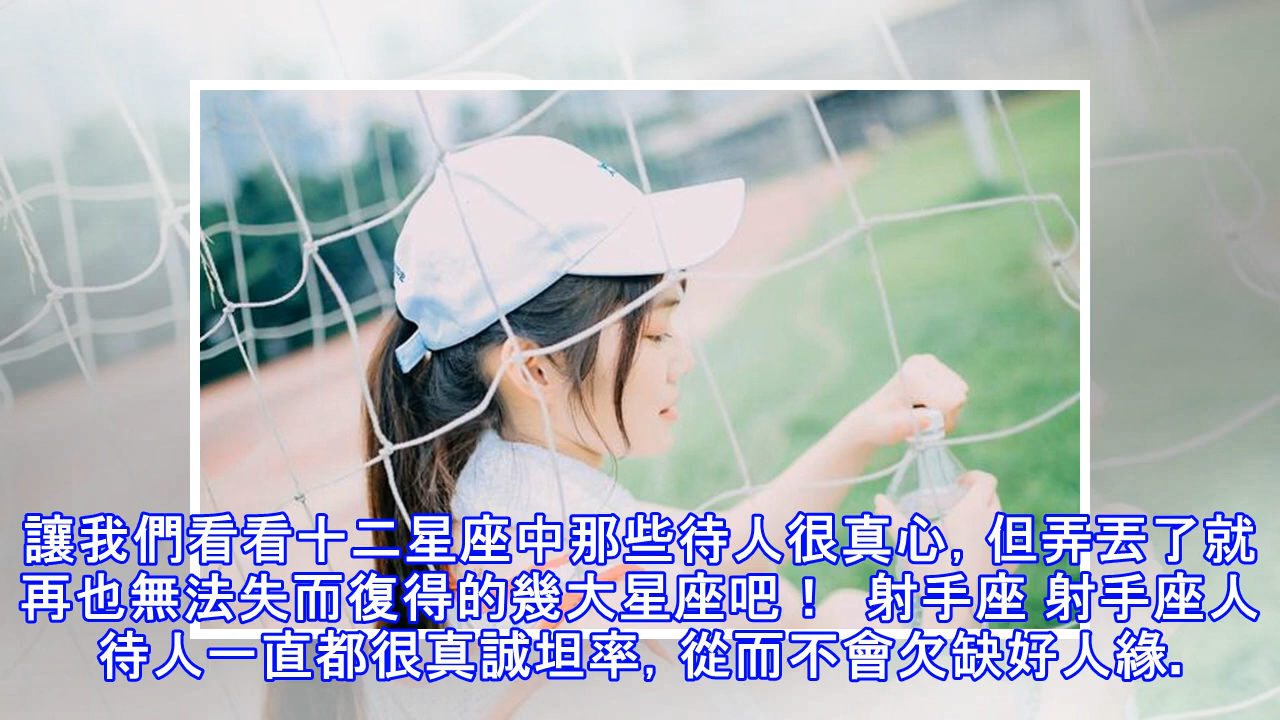 讓我們看看十二星座中那些待人很真心, 但弄丟了就
再也無法失而復得的幾大星座吧！ 射手座 射手座人
待人一直都很真誠坦率, 從而不會欠缺好人緣.